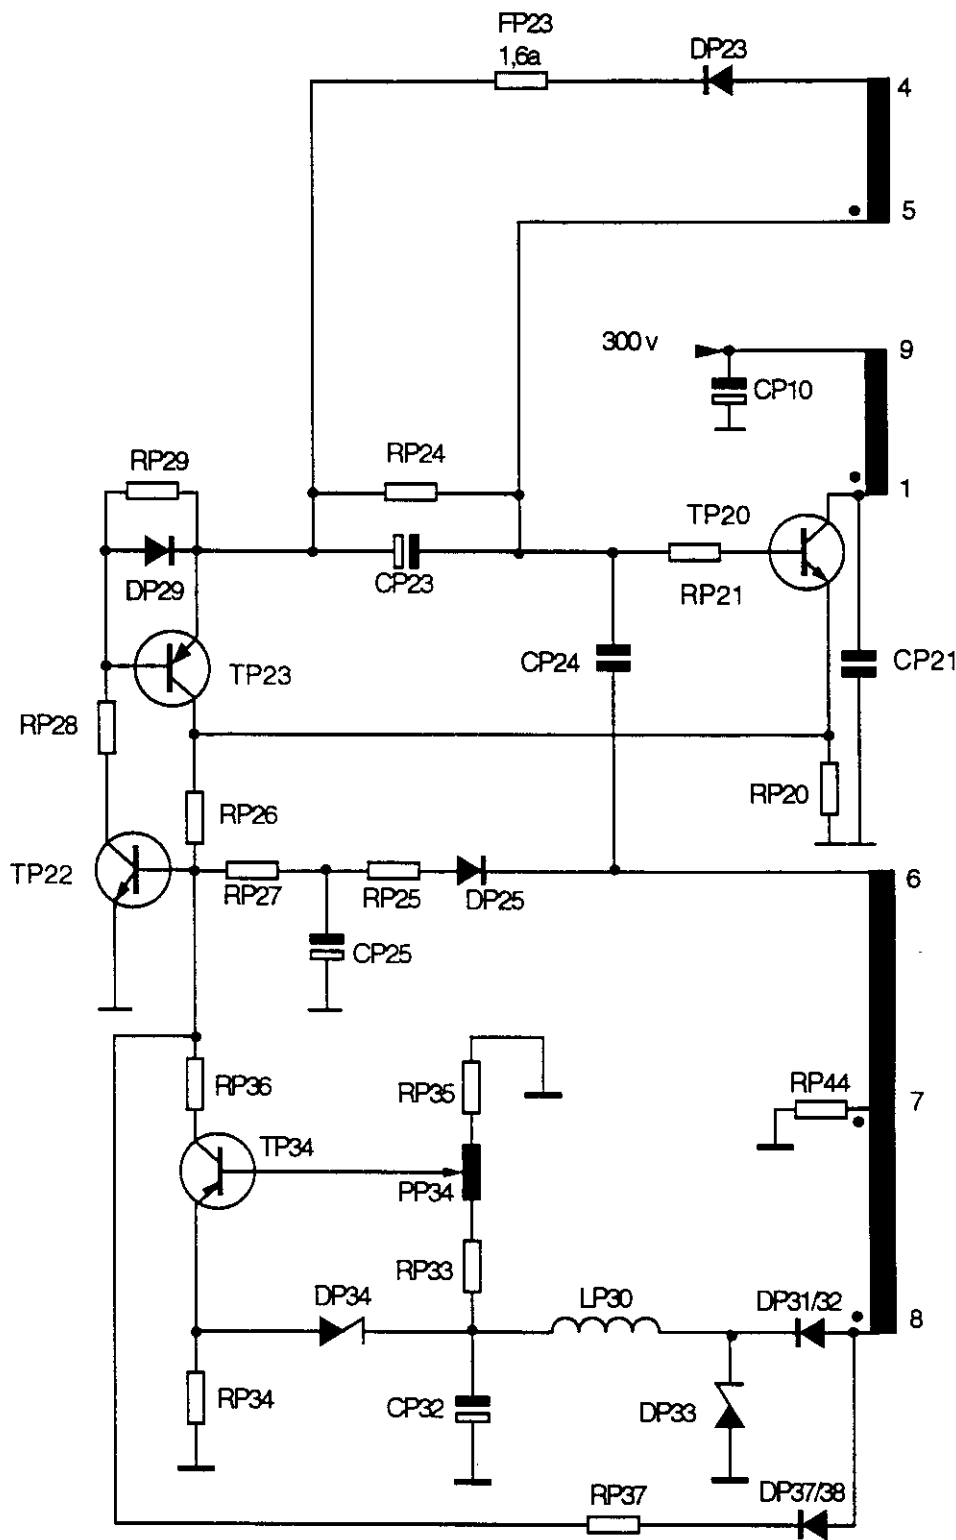 FP23
1,6a
DP23
4
5
300 v
9
CP10
RP29
RP24
1
TP20
DP29
CP23
RP21
TP23
CP24
CP21
RP28
RP26
RP20
TP22
RP27
RP25
DP25
6
CP25
RP36
RP35
RP44
7
TP34
PP34
RP33
DP34
LP30
DP31/32
8
RP34
CP32
DP33
RP37
DP37/38